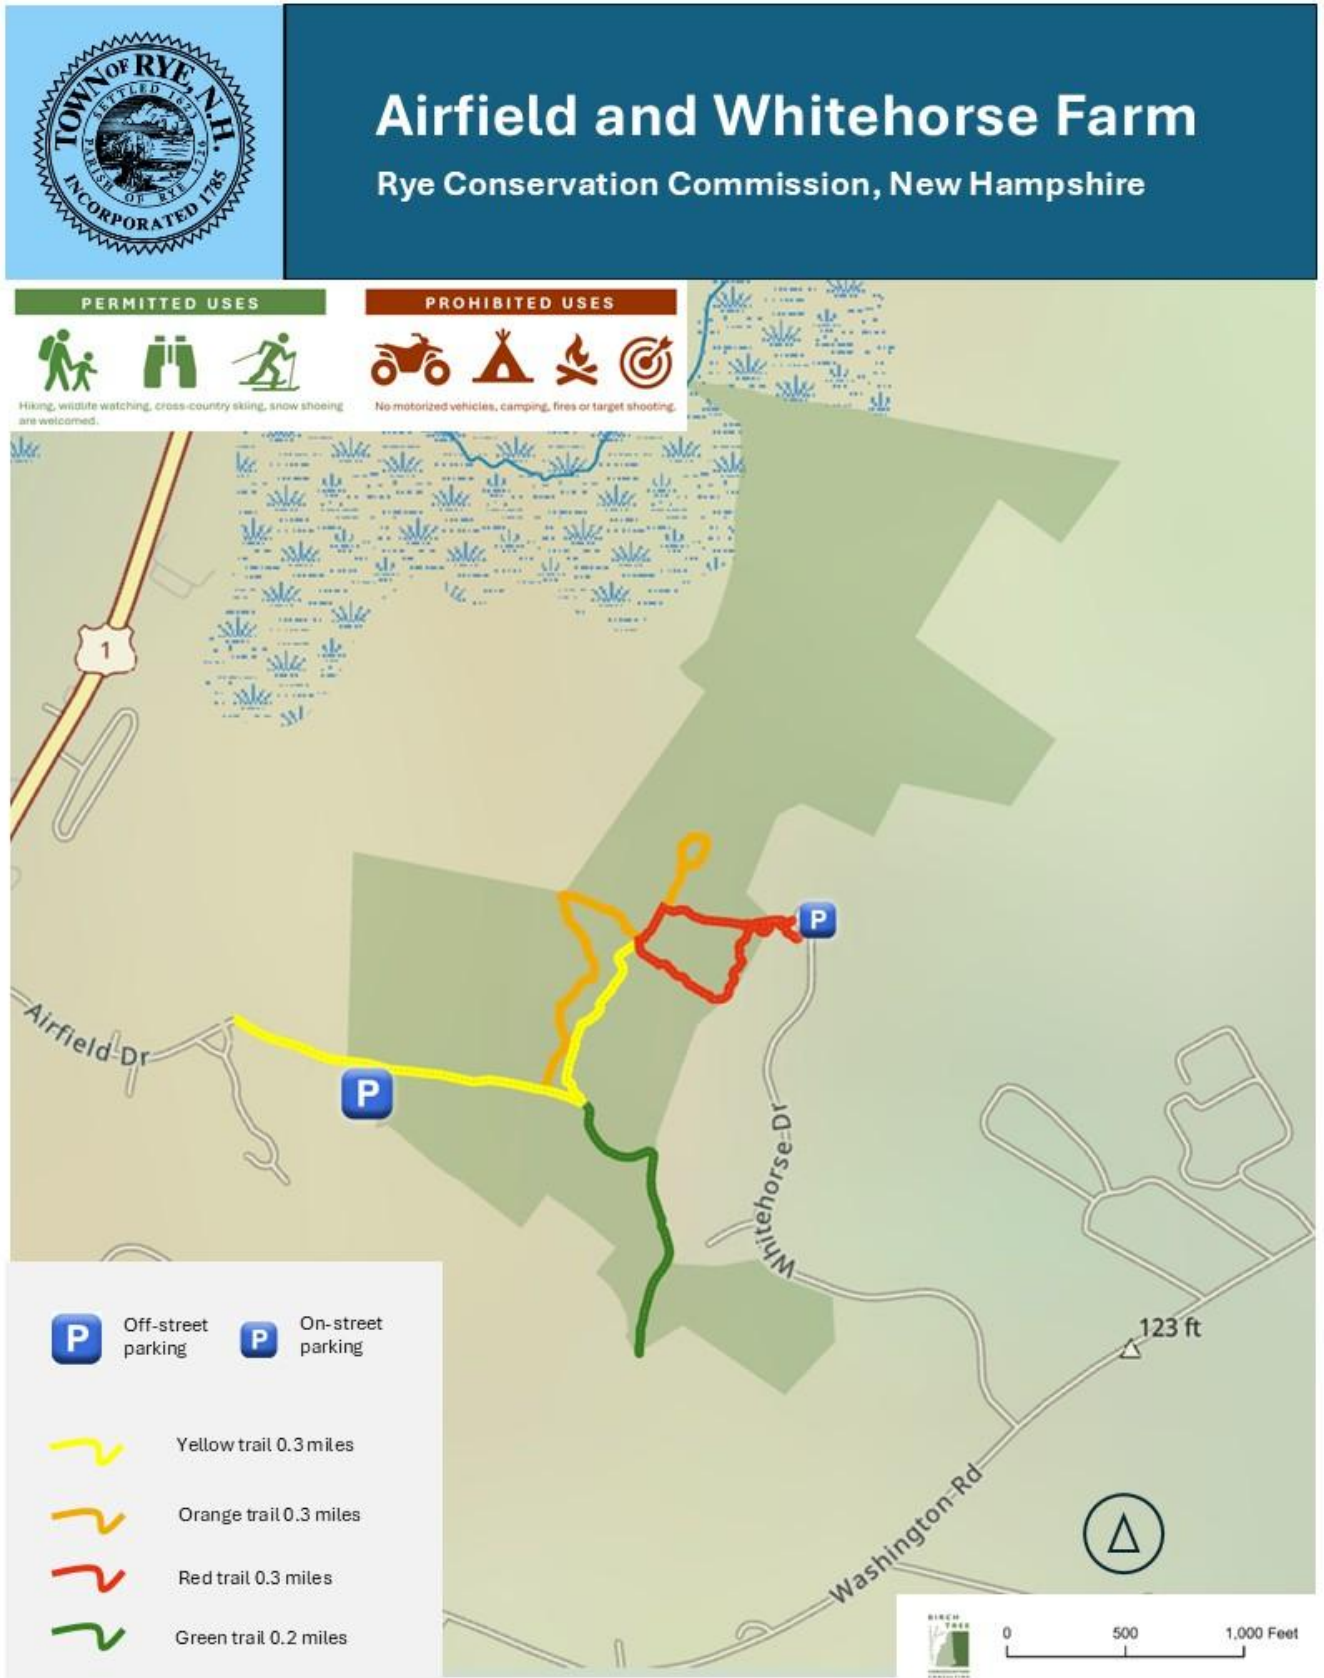 TOWN OF RYE, N.H.
SETTLED 1623
PARISH OF RYE 1726
INCORPORATED 1785
Airfield and Whitehorse Farm
Rye Conservation Commission, New Hampshire
PERMITTED USES
Hiking, wildlife watching, cross-country skiing, snow shoeing
are welcomed.
PROHIBITED USES
No motorized vehicles, camping, fires or target shooting.
1
P
Airfield Dr
P
Whitehorse Dr
123 ft
Washington Rd
P
Off-street
parking
P
On-street
parking
Yellow trail 0.3 miles
Orange trail 0.3 miles
Red trail 0.3 miles
Green trail 0.2 miles
BIRCH
TREE
0
500
1,000 Feet